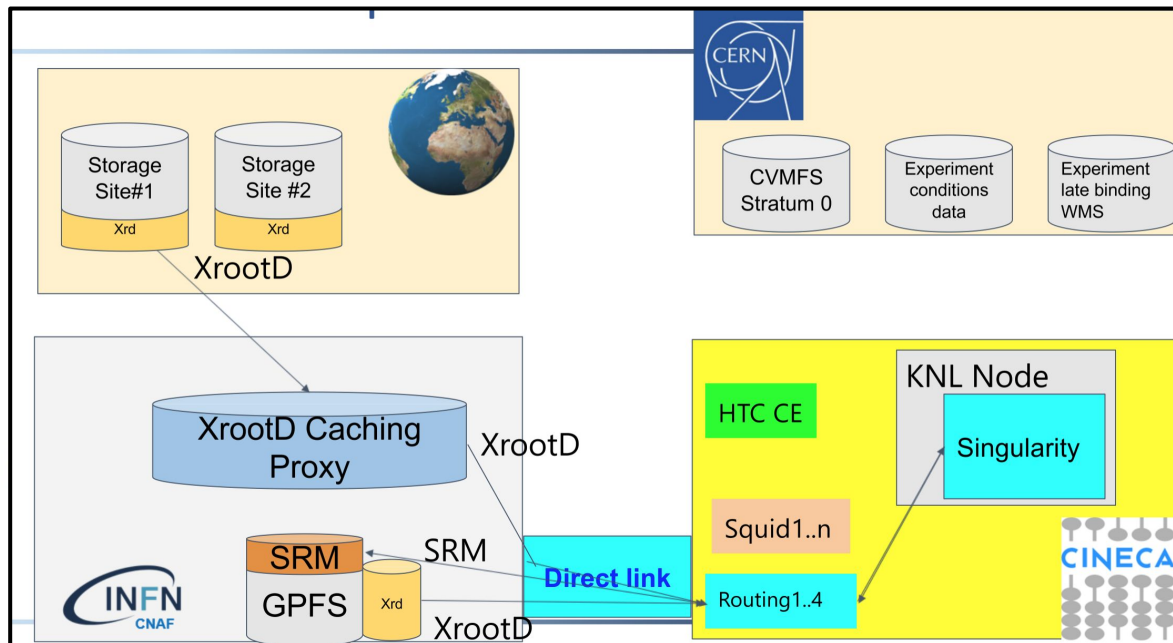 CERN
Storage
Site#1
Xrd
Storage
Site #2
Xrd
XrootD
CVMFS
Stratum 0
Experiment
conditions
data
Experiment
late binding
WMS
XrootD Caching
Proxy
XrootD
SRM
GPFS
Xrd
SRM
XrootD
INFN
CNAF
Direct link
HTC CE
Squid1..n
Routing1..4
KNL Node
Singularity
CINECA